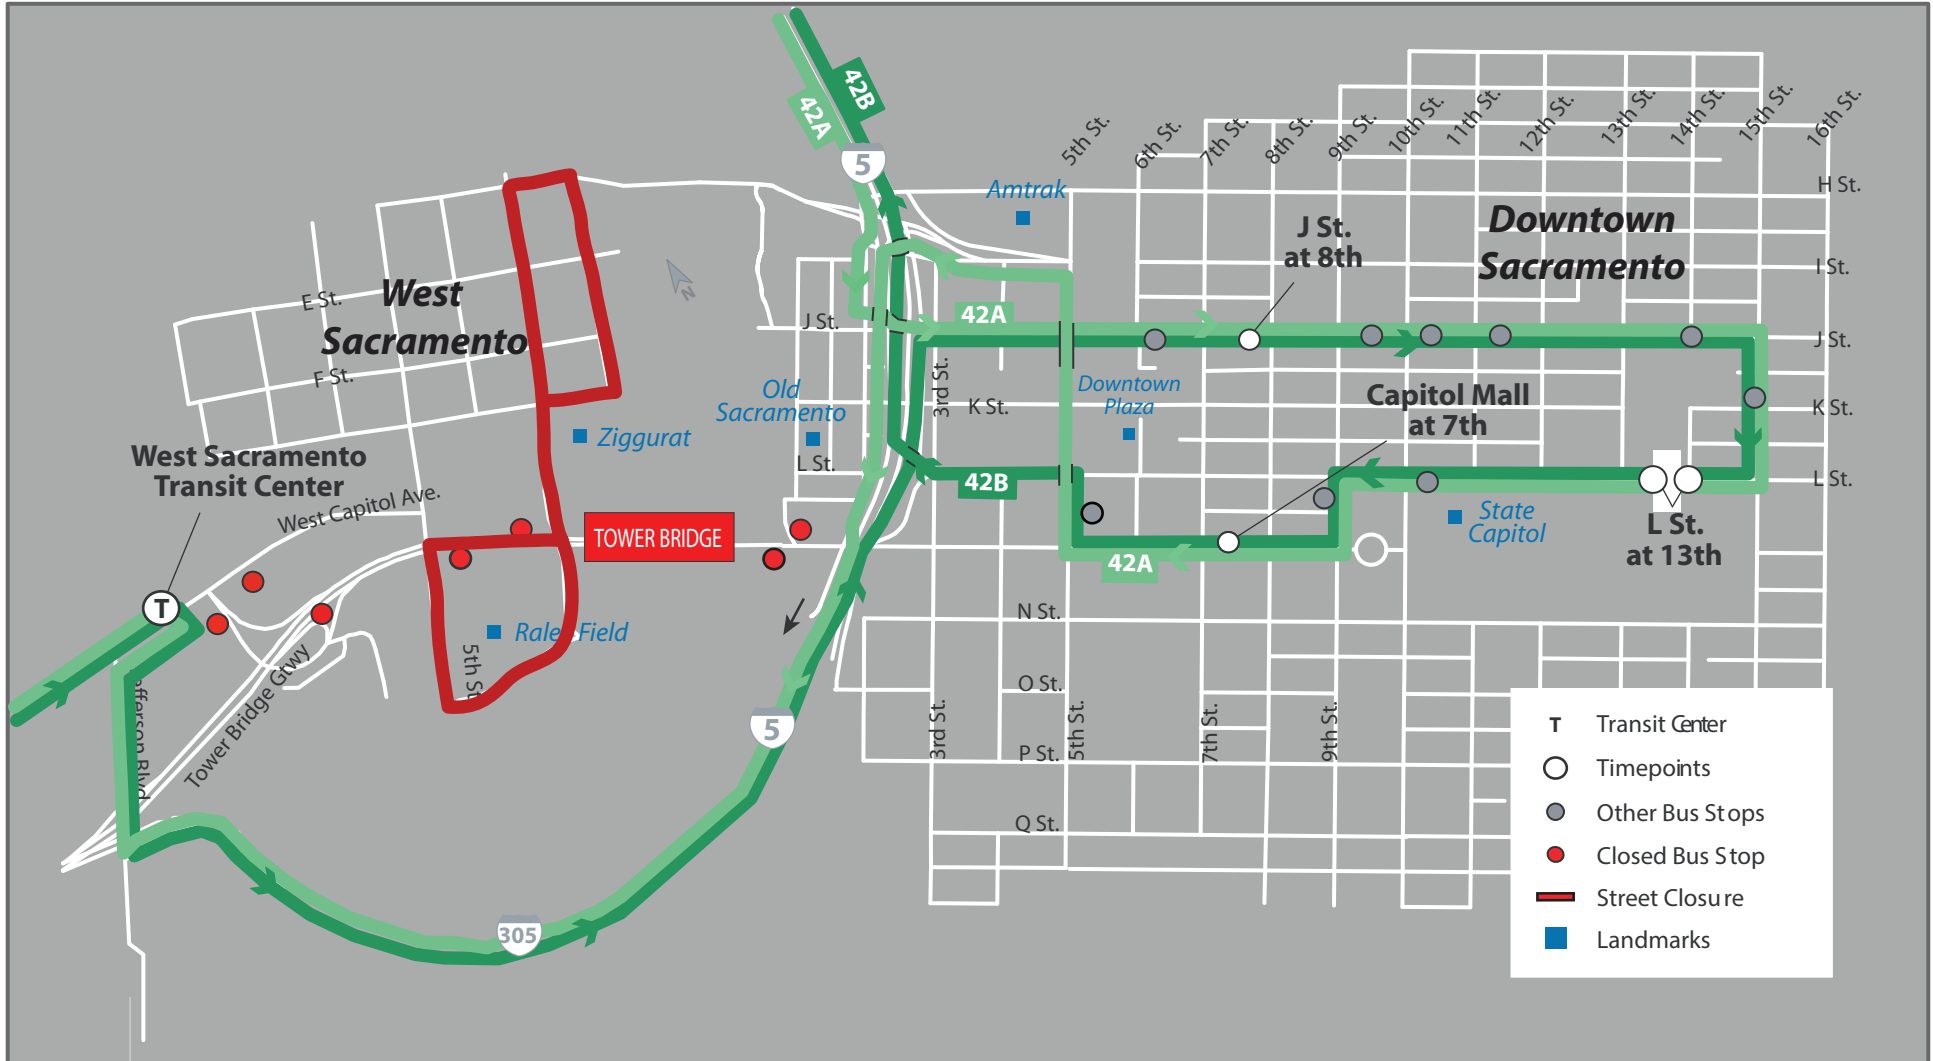 42B
42A
5
5th St.
6th St.
7th St.
8th St.
9th St.
10th St.
11th St.
12th St.
13th St.
14th St.
15th St.
16th St.
H St.
Amtrak
Downtown
Sacramento
J St.
at 8th
I St.
West
Sacramento
E St.
F St.
N
J St.
42A
J St.
3rd St.
Old
Sacramento
K St.
Downtown
Plaza
Capitol Mall
at 7th
K St.
Ziggurat
L St.
42B
L St.
West Sacramento
Transit Center
West Capitol Ave.
TOWER BRIDGE
State
Capitol
L St.
at 13th
42A
T
N St.
Raley Field
5th St
Tower Bridge Gtwy
efferson Blvd
O St.
3rd St.
5th St.
7th St.
9th St.
5
P St.
Q St.
305
T Transit Center
Timepoints
Other Bus Stops
Closed Bus Stop
Street Closure
Landmarks